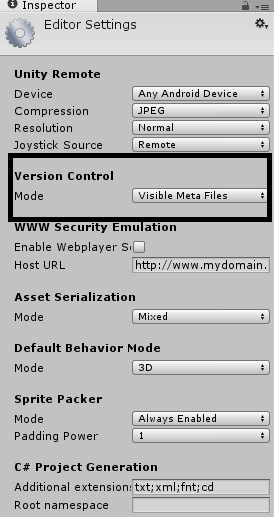 Inspector
Editor Settings
Unity Remote
Device Any Android Device
Compression JPEG
Resolution Normal
Joystick Source Remote
Version Control
Mode Visible Meta Files
WWW Security Emulation
Enable Webplayer Se
Host URL http://www.mydomain.
Asset Serialization
Mode Mixed
Default Behavior Mode
Mode 3D
Sprite Packer
Mode Always Enabled
Padding Power 1
C# Project Generation
Additional extensions txt;xml;fnt;cd
Root namespace